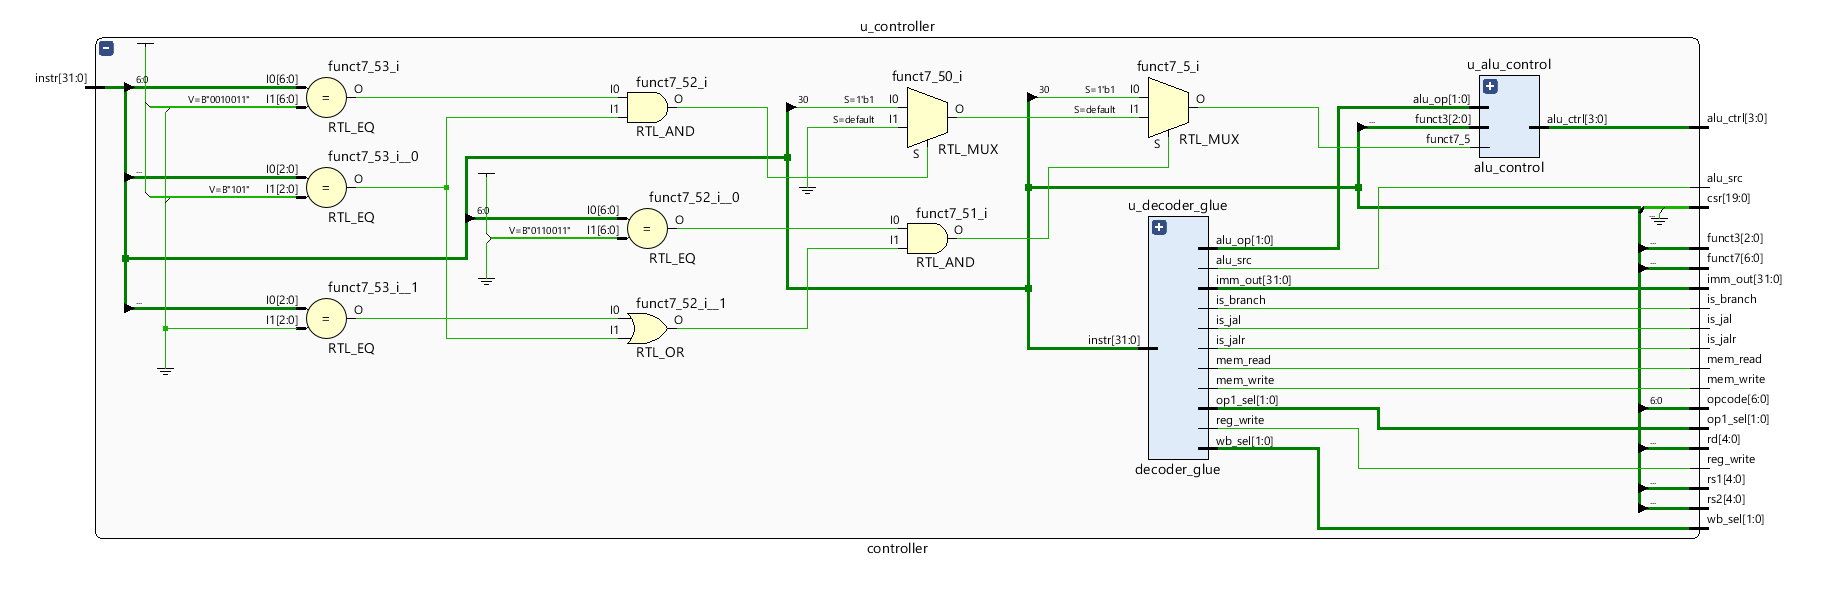 u_controller
instr[31:0]
6:0
V=B"0010011"
I0[6:0]
I1[6:0]
funct7_53_i
=
O
RTL_EQ
...
V=B"101"
I0[2:0]
I1[2:0]
funct7_53_i__0
=
O
RTL_EQ
...
I0[2:0]
I1[2:0]
funct7_53_i__1
=
O
RTL_EQ
funct7_52_i
I0
I1
O
RTL_AND
6:0
V=B"0110011"
I0[6:0]
I1[6:0]
funct7_52_i__0
=
O
RTL_EQ
funct7_52_i__1
I0
I1
O
RTL_OR
funct7_50_i
30
S=1'b1
I0
S=default
I1
O
S
RTL_MUX
funct7_51_i
I0
I1
O
RTL_AND
funct7_5_i
30
S=1'b1
I0
S=default
I1
O
S
RTL_MUX
u_alu_control
alu_op[1:0]
...
funct3[2:0]
funct7_5
alu_ctrl[3:0]
alu_control
u_decoder_glue
instr[31:0]
alu_op[1:0]
alu_src
imm_out[31:0]
is_branch
is_jal
is_jalr
mem_read
mem_write
op1_sel[1:0]
reg_write
wb_sel[1:0]
decoder_glue
alu_ctrl[3:0]
alu_src
...
csr[19:0]
...
funct3[2:0]
...
funct7[6:0]
imm_out[31:0]
is_branch
is_jal
is_jalr
mem_read
mem_write
6:0
opcode[6:0]
op1_sel[1:0]
...
rd[4:0]
reg_write
...
rs1[4:0]
...
rs2[4:0]
wb_sel[1:0]
controller